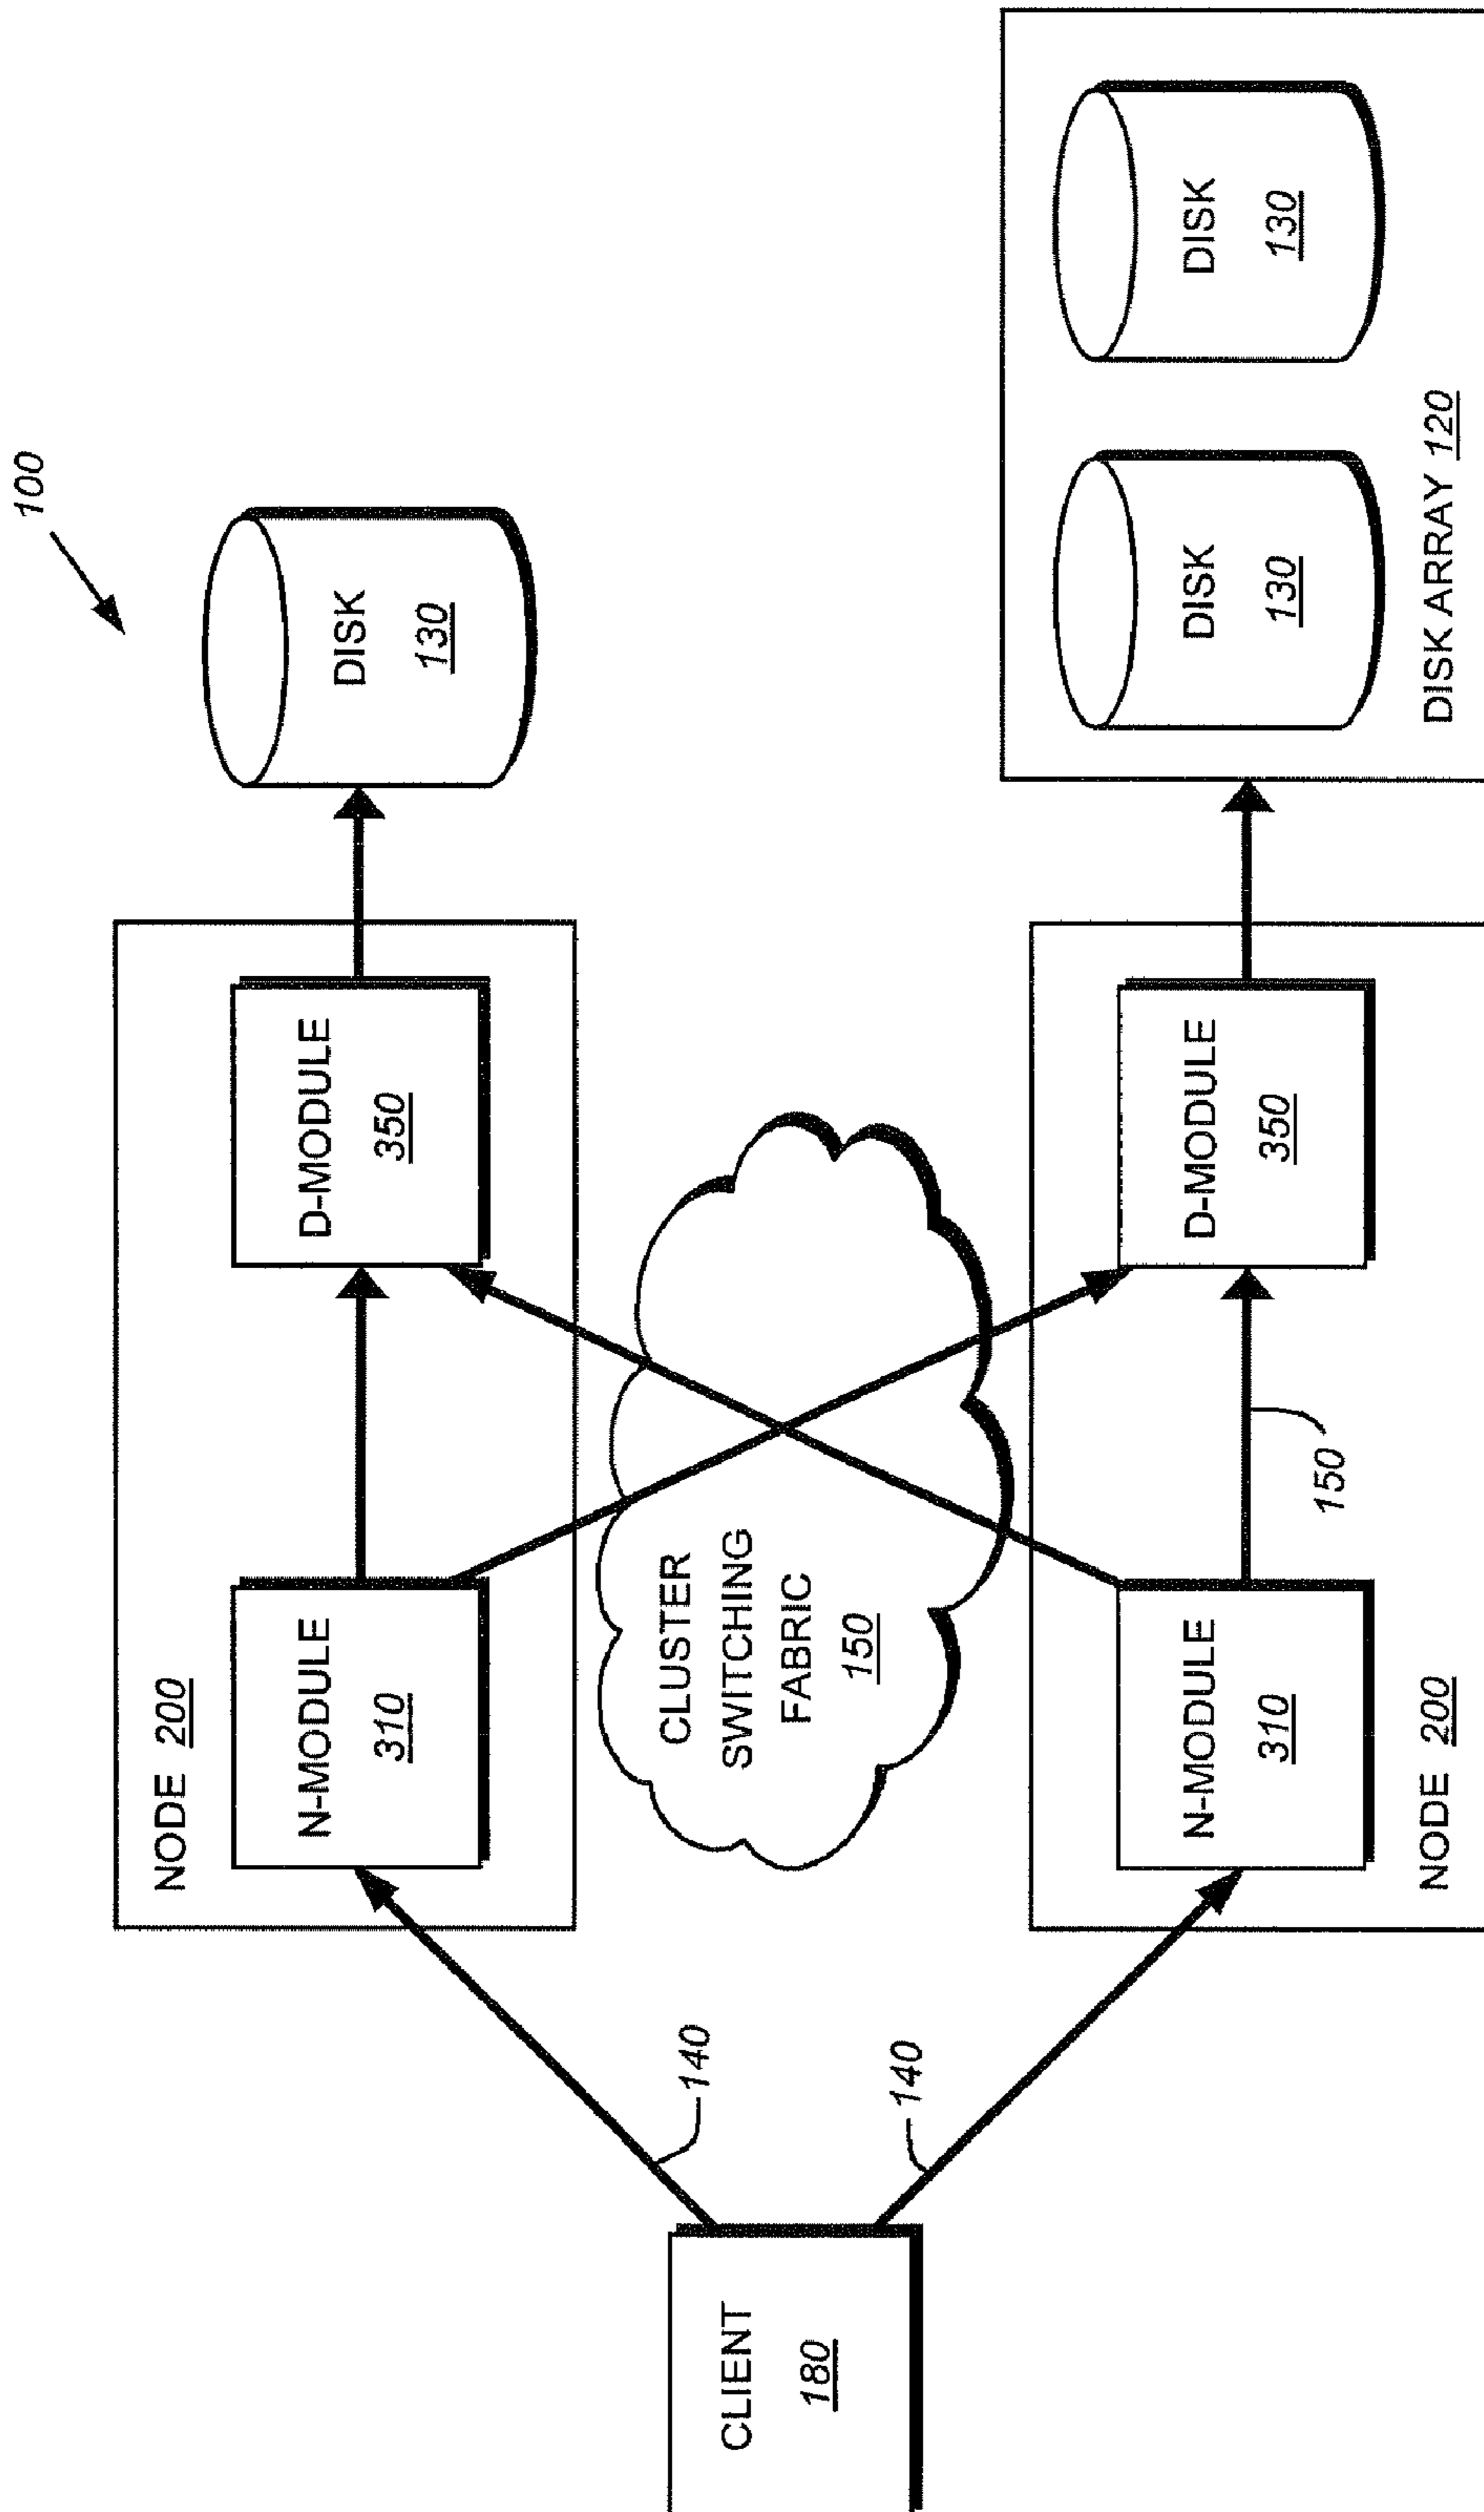 100
NODE 200
N-MODULE
310
D-MODULE
350
DISK
130
140
140
CLIENT
180
CLUSTER
SWITCHING
FABRIC
150
N-MODULE
310
150
D-MODULE
350
NODE 200
DISK
130
DISK
130
DISK ARRAY 120